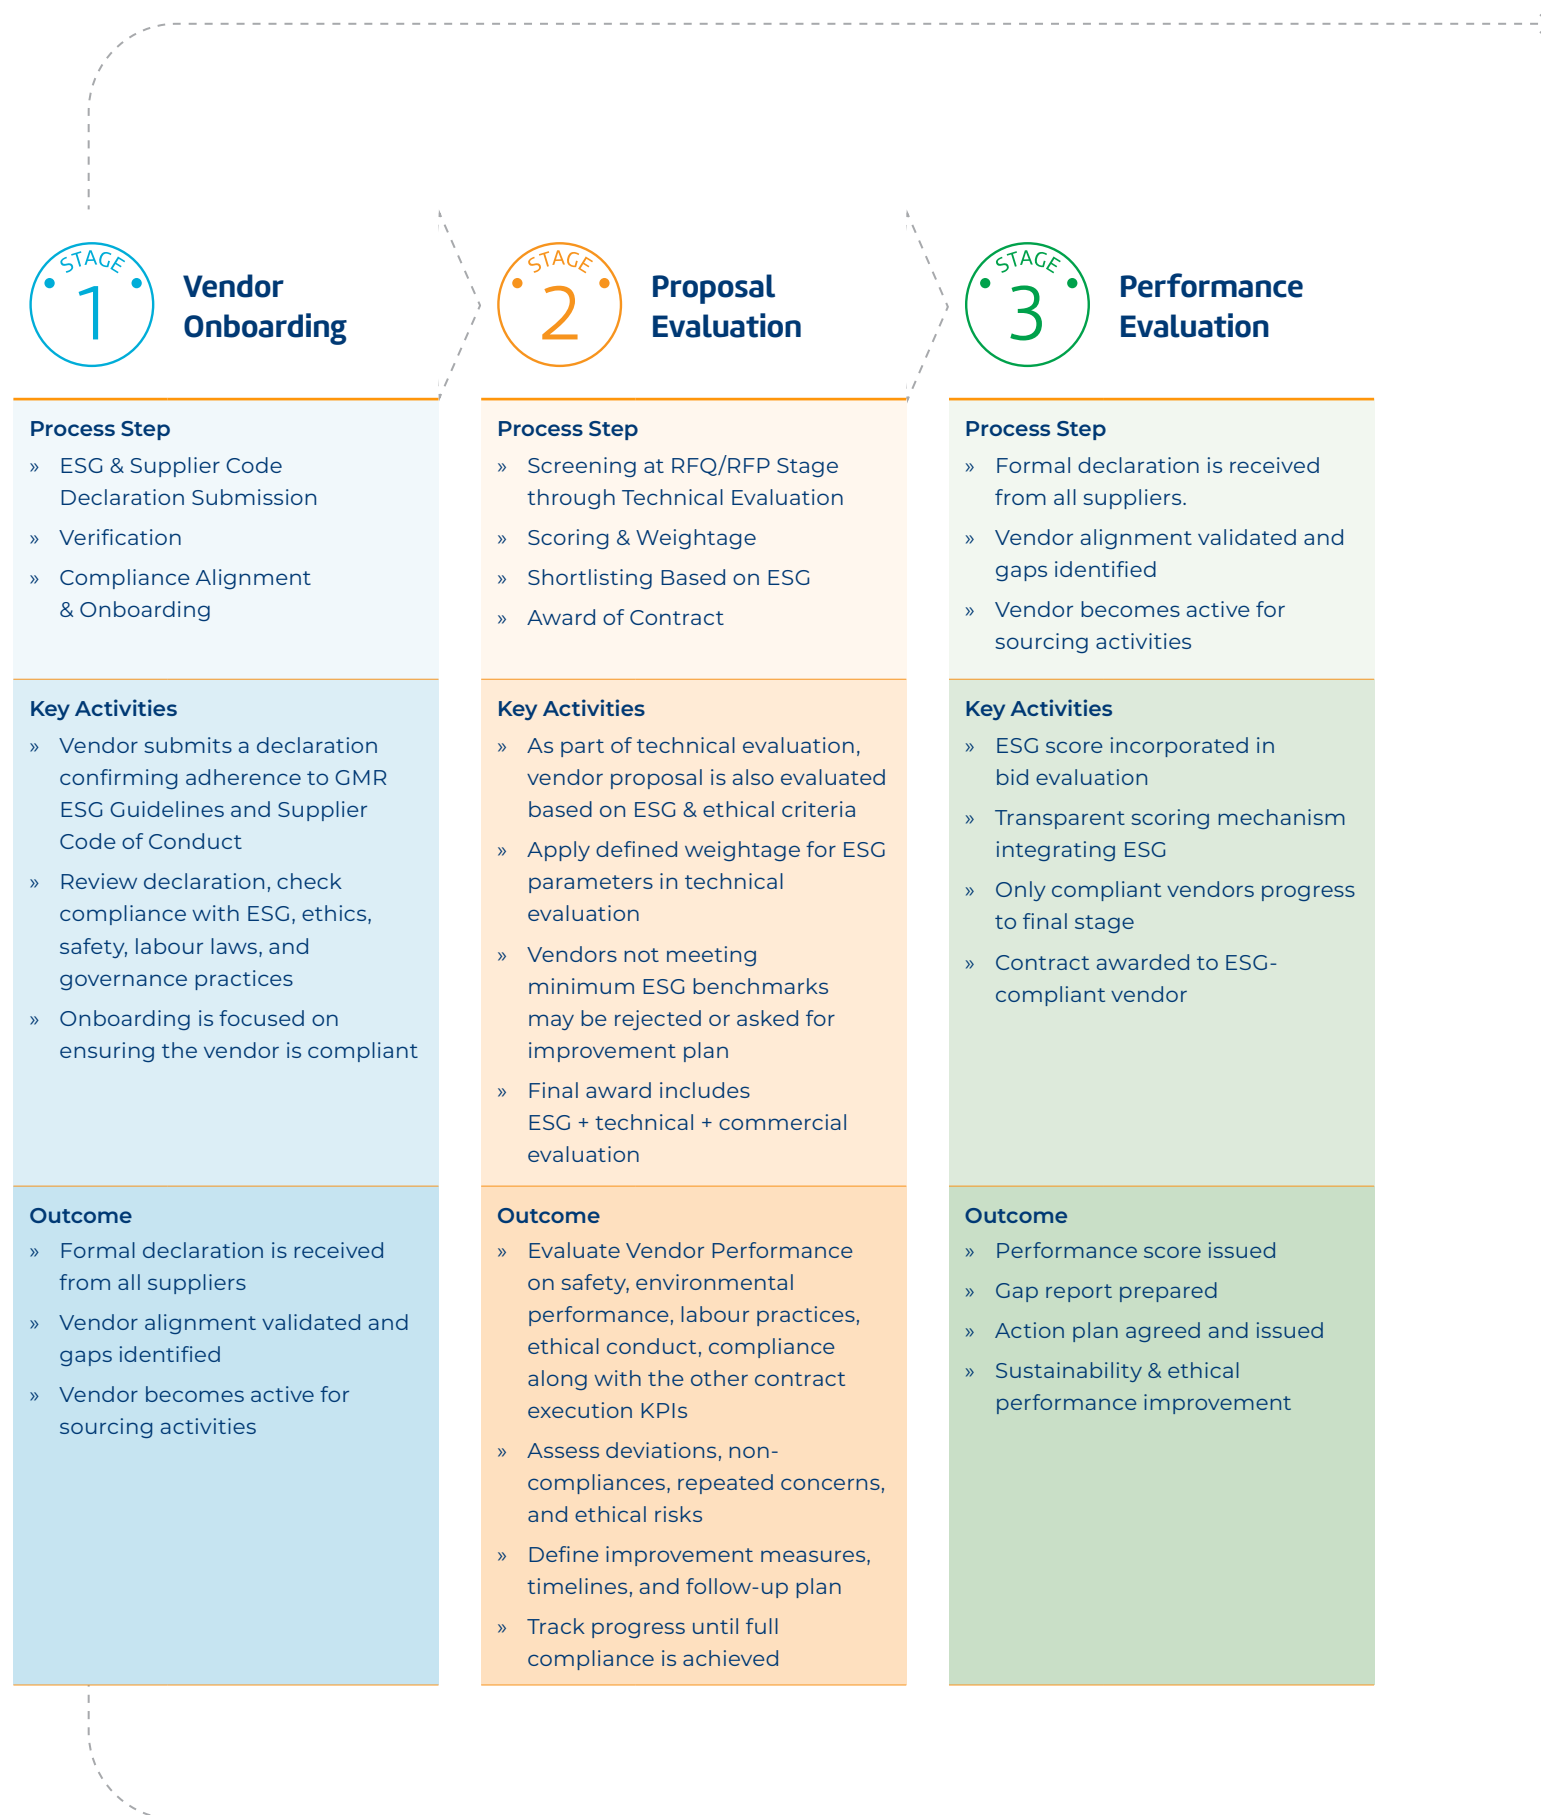 STAGE
1
Vendor
Onboarding
Process Step
» ESG & Supplier Code
Declaration Submission
» Verification
» Compliance Alignment
& Onboarding
Key Activities
» Vendor submits a declaration
confirming adherence to GMR
ESG Guidelines and Supplier
Code of Conduct
» Review declaration, check
compliance with ESG, ethics,
safety, labour laws, and
governance practices
» Onboarding is focused on
ensuring the vendor is compliant
Outcome
» Formal declaration is received
from all suppliers
» Vendor alignment validated and
gaps identified
» Vendor becomes active for
sourcing activities
STAGE
2
Proposal
Evaluation
Process Step
» Screening at RFQ/RFP Stage
through Technical Evaluation
» Scoring & Weightage
» Shortlisting Based on ESG
» Award of Contract
Key Activities
» As part of technical evaluation,
vendor proposal is also evaluated
based on ESG & ethical criteria
» Apply defined weightage for ESG
parameters in technical
evaluation
» Vendors not meeting
minimum ESG benchmarks
may be rejected or asked for
improvement plan
» Final award includes
ESG + technical + commercial
evaluation
Outcome
» Evaluate Vendor Performance
on safety, environmental
performance, labour practices,
ethical conduct, compliance
along with the other contract
execution KPIs
» Assess deviations, non-
compliances, repeated concerns,
and ethical risks
» Define improvement measures,
timelines, and follow-up plan
» Track progress until full
compliance is achieved
STAGE
3
Performance
Evaluation
Process Step
» Formal declaration is received
from all suppliers.
» Vendor alignment validated and
gaps identified
» Vendor becomes active for
sourcing activities
Key Activities
» ESG score incorporated in
bid evaluation
» Transparent scoring mechanism
integrating ESG
» Only compliant vendors progress
to final stage
» Contract awarded to ESG-
compliant vendor
Outcome
» Performance score issued
» Gap report prepared
» Action plan agreed and issued
» Sustainability & ethical
performance improvement